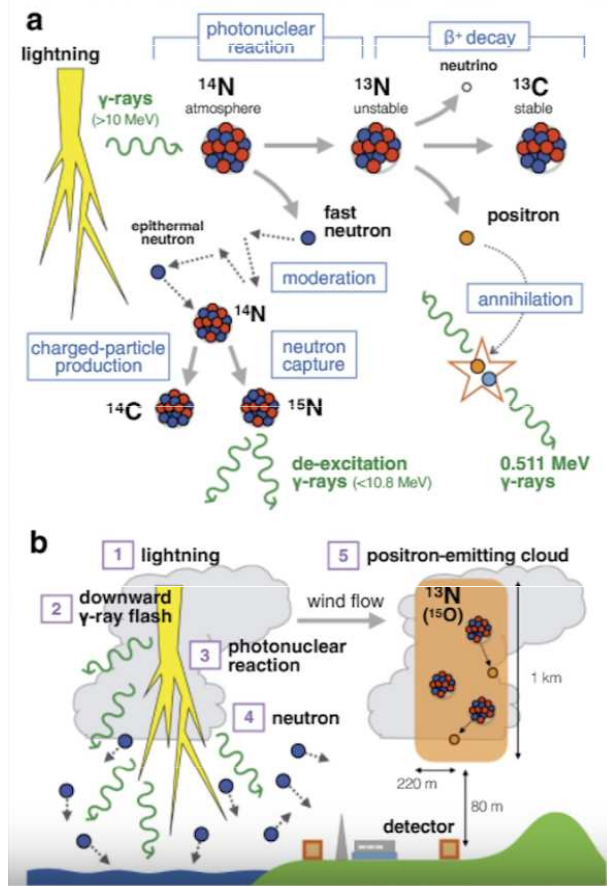 a
photonuclear
reaction
β⁺ decay
lightning
γ-rays
(>10 MeV)
¹⁴N
atmosphere
¹³N
unstable
neutrino
¹³C
stable
epithermal
neutron
fast
neutron
positron
moderation
annihilation
¹⁴N
charged-particle
production
neutron
capture
¹⁴C
¹⁵N
de-excitation
γ-rays (<10.8 MeV)
0.511 MeV
γ-rays
b
1 lightning
5 positron-emitting cloud
2 downward
γ-ray flash
wind flow
¹³N
(¹⁵O)
3 photonuclear
reaction
1 km
4 neutron
220 m
80 m
detector